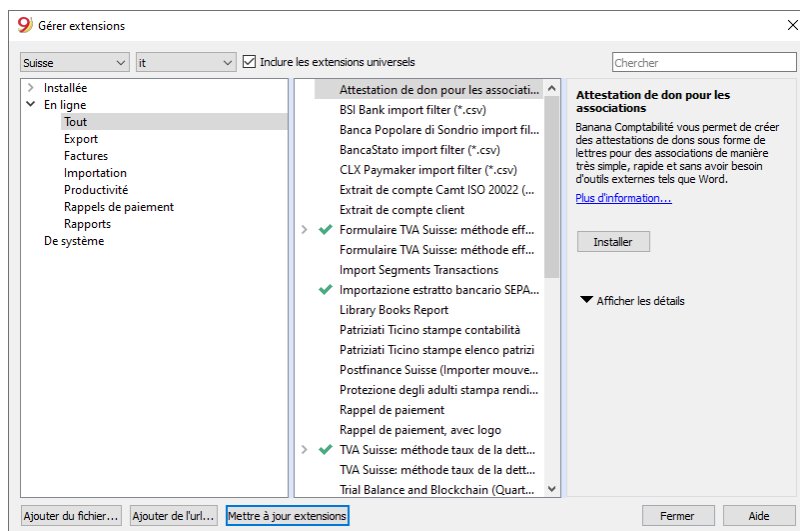 Gérer extensions
Suisse
it
Inclure les extensions universels
Chercher
Installée
En ligne
Tout
Export
Factures
Importation
Productivité
Rappels de paiement
Rapports
De système
Attestation de don pour les associati...
BSI Bank import filter (*.csv)
Banca Popolare di Sondrio import fil...
BancaStato import filter (*.csv)
CLX Paymaker import filter (*.csv)
Extrait de compte Camt ISO 20022 (...
Extrait de compte client
Formulaire TVA Suisse: méthode eff...
Formulaire TVA Suisse: méthode eff...
Import Segments Transactions
Importazione estratto bancario SEPA...
Library Books Report
Patriziati Ticino stampe contabilità
Patriziati Ticino stampe elenco patrizi
Postfinance Suisse (Importer mouve...
Protezione degli adulti stampa rendi...
Rappel de paiement
Rappel de paiement, avec logo
TVA Suisse: méthode taux de la dett...
TVA Suisse: méthode taux de la dett...
Trial Balance and Blockchain (Quart...
Attestation de don pour les
associations
Banana Comptabilité vous permet de créer
des attestations de dons sous forme de
lettres pour des associations de manière
très simple, rapide et sans avoir besoin
d'outils externes tels que Word.
Plus d'information...
Installer
Afficher les détails
Ajouter du fichier...
Ajouter de l'url...
Mettre à jour extensions
Fermer
Aide